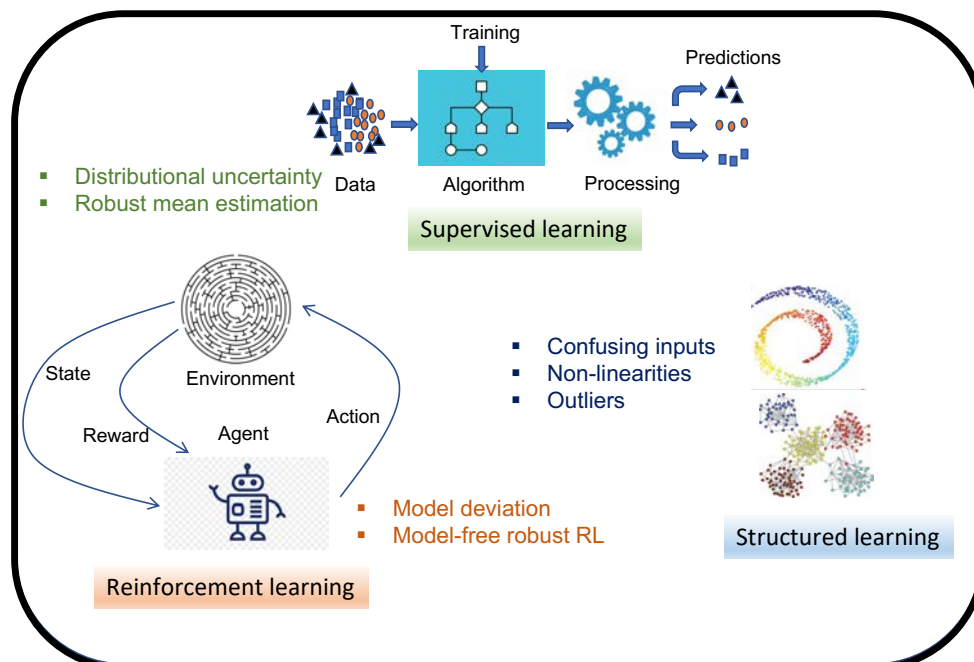 Training
Predictions
Data
Algorithm
Processing
▪ Distributional uncertainty
▪ Robust mean estimation
Supervised learning
Environment
State
Reward
Agent
Action
▪ Confusing inputs
▪ Non-linearities
▪ Outliers
▪ Model deviation
▪ Model-free robust RL
Structured learning
Reinforcement learning